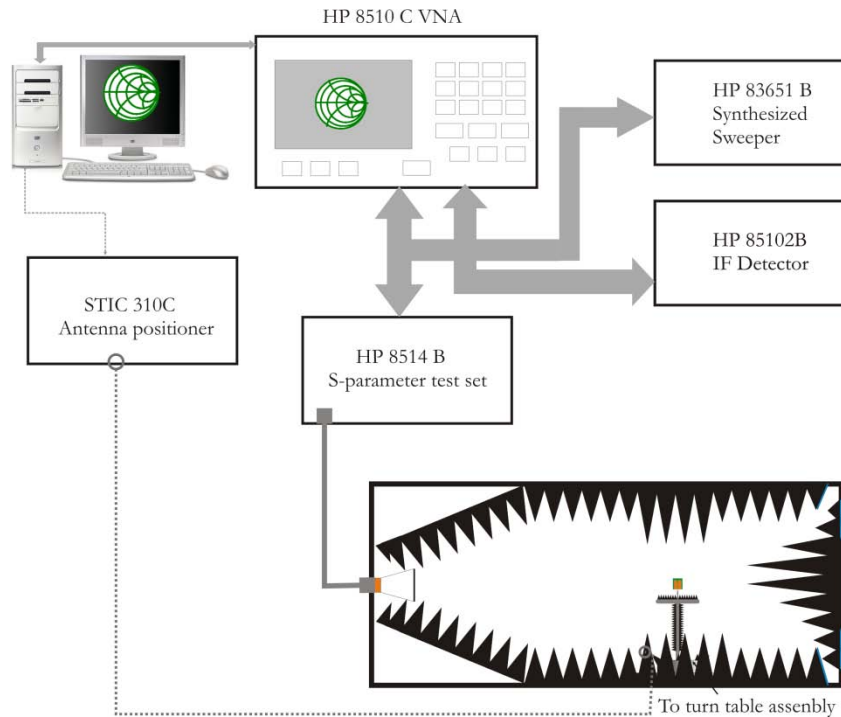 HP 8510 C VNA
HP 83651 B
Synthesized
Sweeper
HP 85102B
IF Detector
STIC 310C
Antenna positioner
HP 8514 B
S-parameter test set
To turn table assenbly